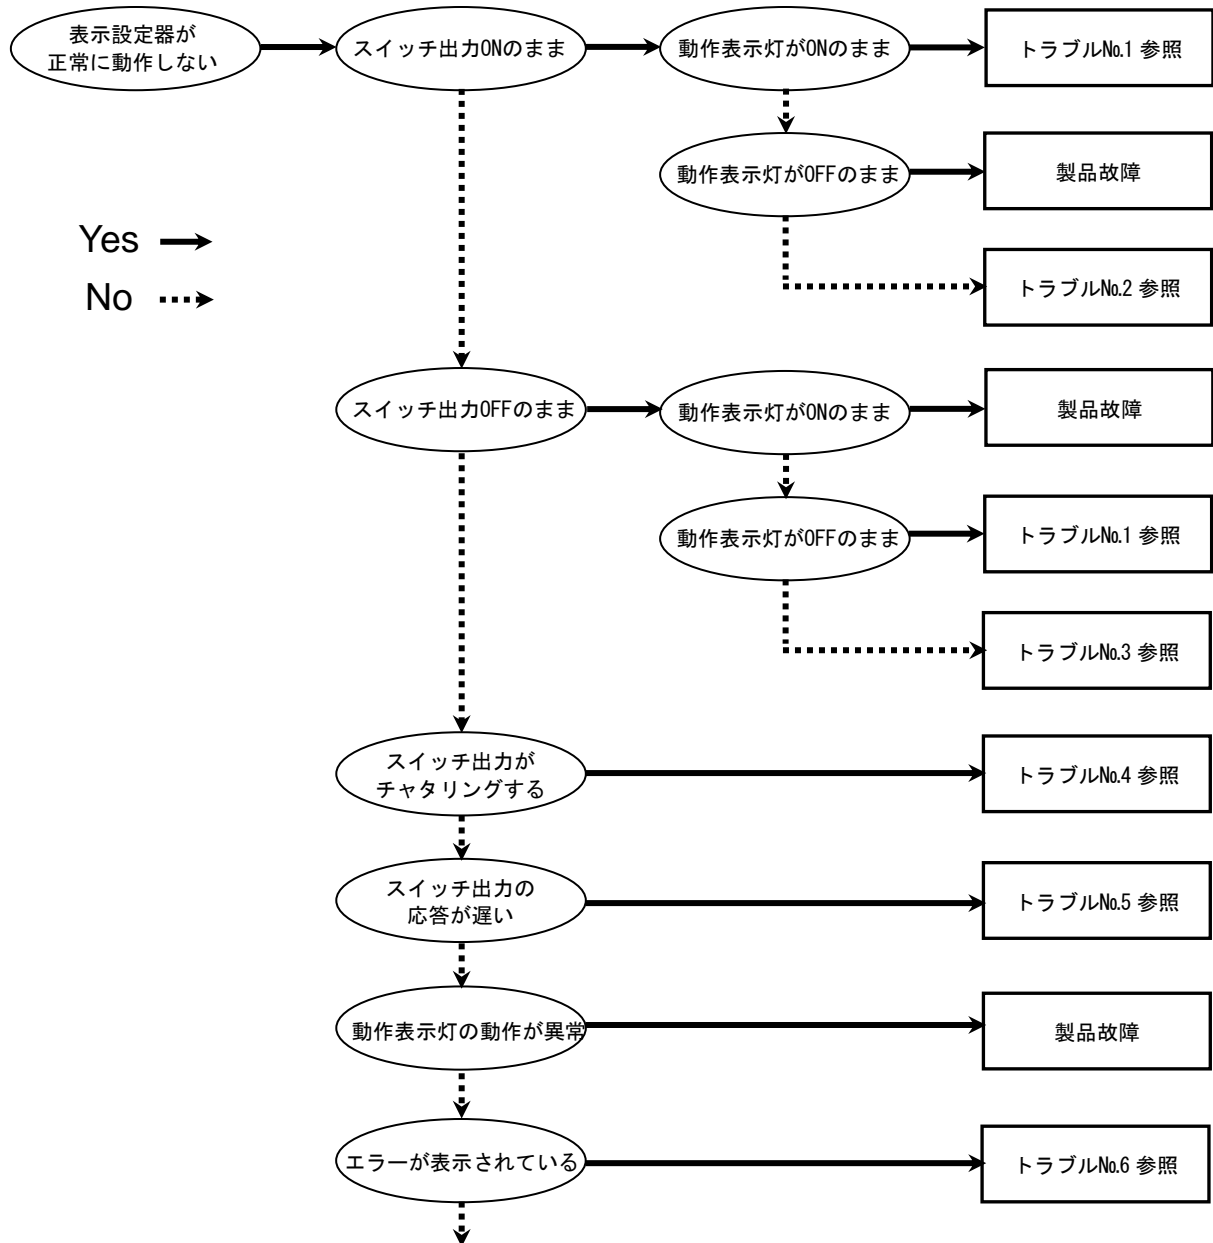 表示設定器が
正常に動作しない
スイッチ出力ONのまま
動作表示灯がONのまま
トラブル№1 参照
動作表示灯がOFFのまま
製品故障
Yes
No
トラブル№2 参照
スイッチ出力OFFのまま
動作表示灯がONのまま
製品故障
動作表示灯がOFFのまま
トラブル№1 参照
トラブル№3 参照
スイッチ出力が
チャタリングする
トラブル№4 参照
スイッチ出力の
応答が遅い
トラブル№5 参照
動作表示灯の動作が異常
製品故障
エラーが表示されている
トラブル№6 参照